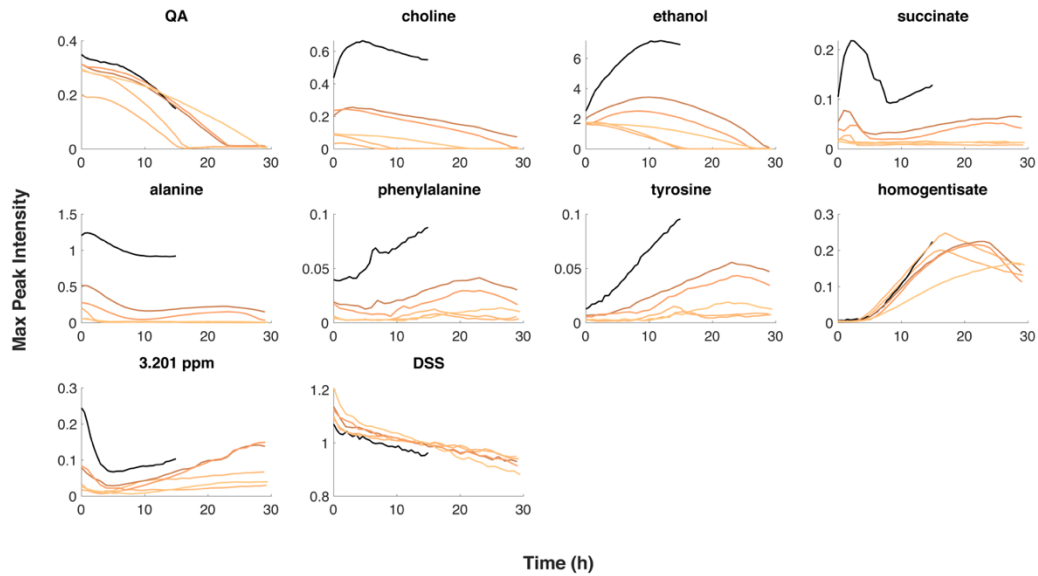 QA choline ethanol succinate
0.4 0.2 0
0.6 0.4 0.2 0
6 4 2 0
0.2 0.1 0
0 10 20 30
0 10 20 30
0 10 20 30
0 10 20 30
Max Peak Intensity
alanine phenylalanine tyrosine homogentisate
1.5 1 0.5 0
0.1 0.05 0
0.1 0.05 0
0.3 0.2 0.1 0
0 10 20 30
0 10 20 30
0 10 20 30
0 10 20 30
3.201 ppm DSS
0.3 0.2 0.1 0
1.2 1 0.8
0 10 20 30
0 10 20 30
Time (h)